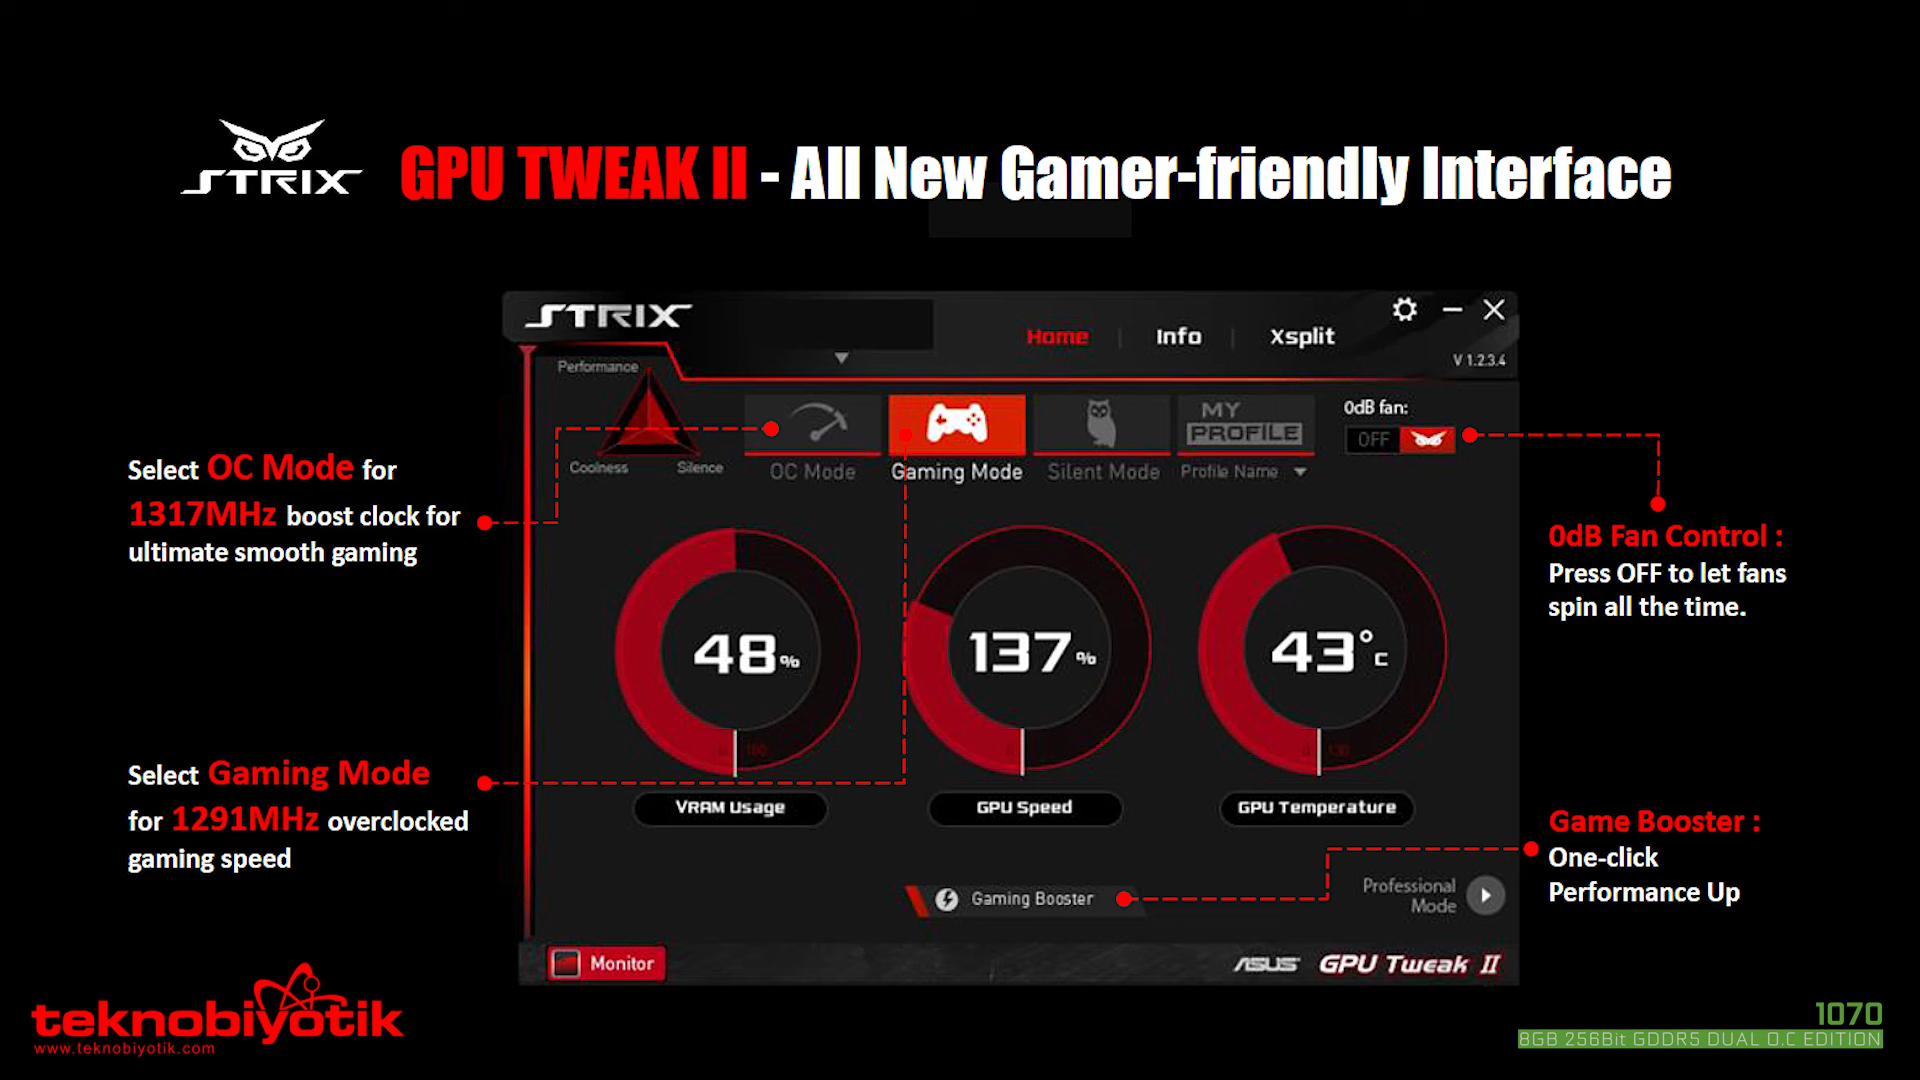 STRIX
GPU TWEAK II - All New Gamer-friendly Interface
STRIX
Home
Info
Xsplit
V 1.2.3.4
Performance
Coolness
Silence
OC Mode
Gaming Mode
Silent Mode
MY
PROFILE
Profile Name
0dB fan:
OFF
Select OC Mode for
1317MHz boost clock for
ultimate smooth gaming
0dB Fan Control :
Press OFF to let fans
spin all the time.
48%
137%
43°C
0 100
0
0 130
VRAM Usage
GPU Speed
GPU Temperature
Select Gaming Mode
for 1291MHz overclocked
gaming speed
Game Booster :
One-click
Performance Up
Gaming Booster
Professional
Mode
Monitor
ASUS GPU Tweak II
teknobiyotik
www.teknobiyotik.com
1070
8GB 256Bit GDDR5 DUAL O.C EDITION